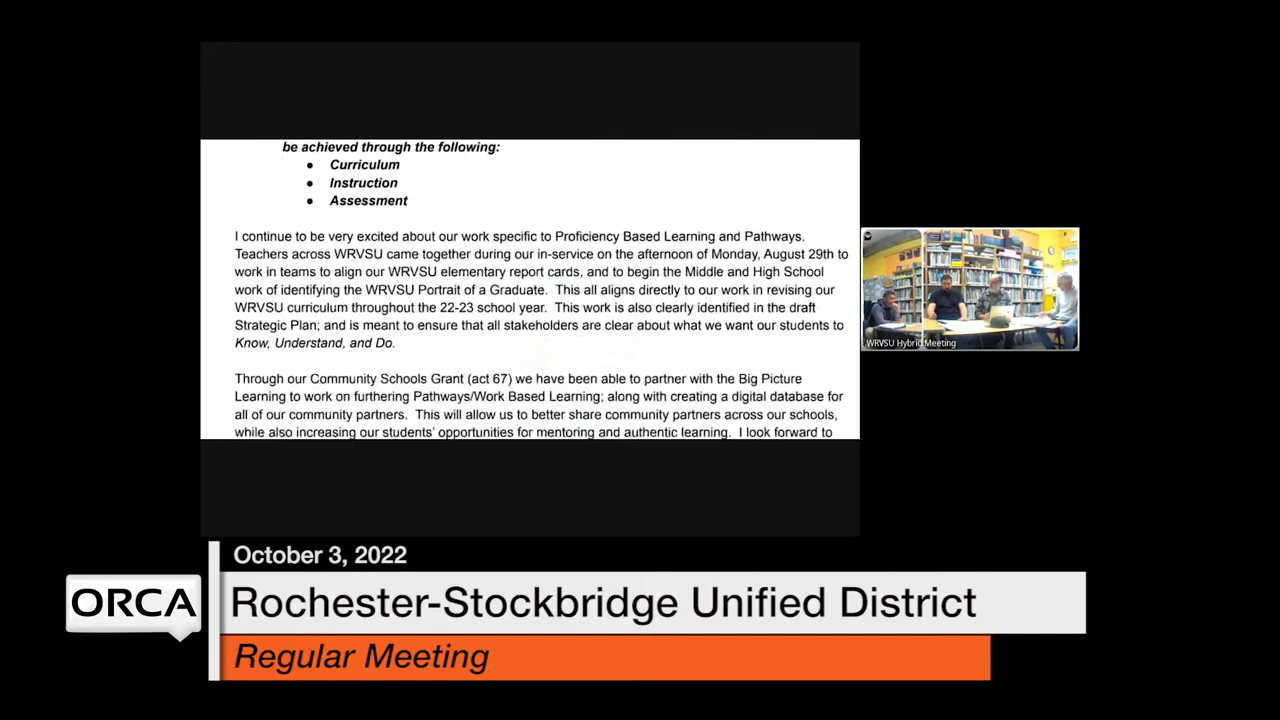 be achieved through the following:
● Curriculum
● Instruction
● Assessment
I continue to be very excited about our work specific to Proficiency Based Learning and Pathways.
Teachers across WRVSU came together during our in-service on the afternoon of Monday, August 29th to
work in teams to align our WRVSU elementary report cards, and to begin the Middle and High School
work of identifying the WRVSU Portrait of a Graduate. This all aligns directly to our work in revising our
WRVSU curriculum throughout the 22-23 school year. This work is also clearly identified in the draft
Strategic Plan; and is meant to ensure that all stakeholders are clear about what we want our students to
Know, Understand, and Do.
Through our Community Schools Grant (act 67) we have been able to partner with the Big Picture
Learning to work on furthering Pathways/Work Based Learning; along with creating a digital database for
all of our community partners. This will allow us to better share community partners across our schools,
while also increasing our students' opportunities for mentoring and authentic learning. I look forward to
WRVSU Hybrid Meeting
October 3, 2022
ORCA
Rochester-Stockbridge Unified District
Regular Meeting